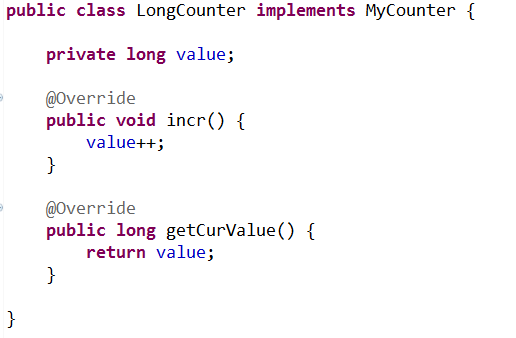 public class LongCounter implements MyCounter {
private long value;
@Override
public void incr() {
value++;
}
@Override
public long getCurValue() {
return value;
}
}